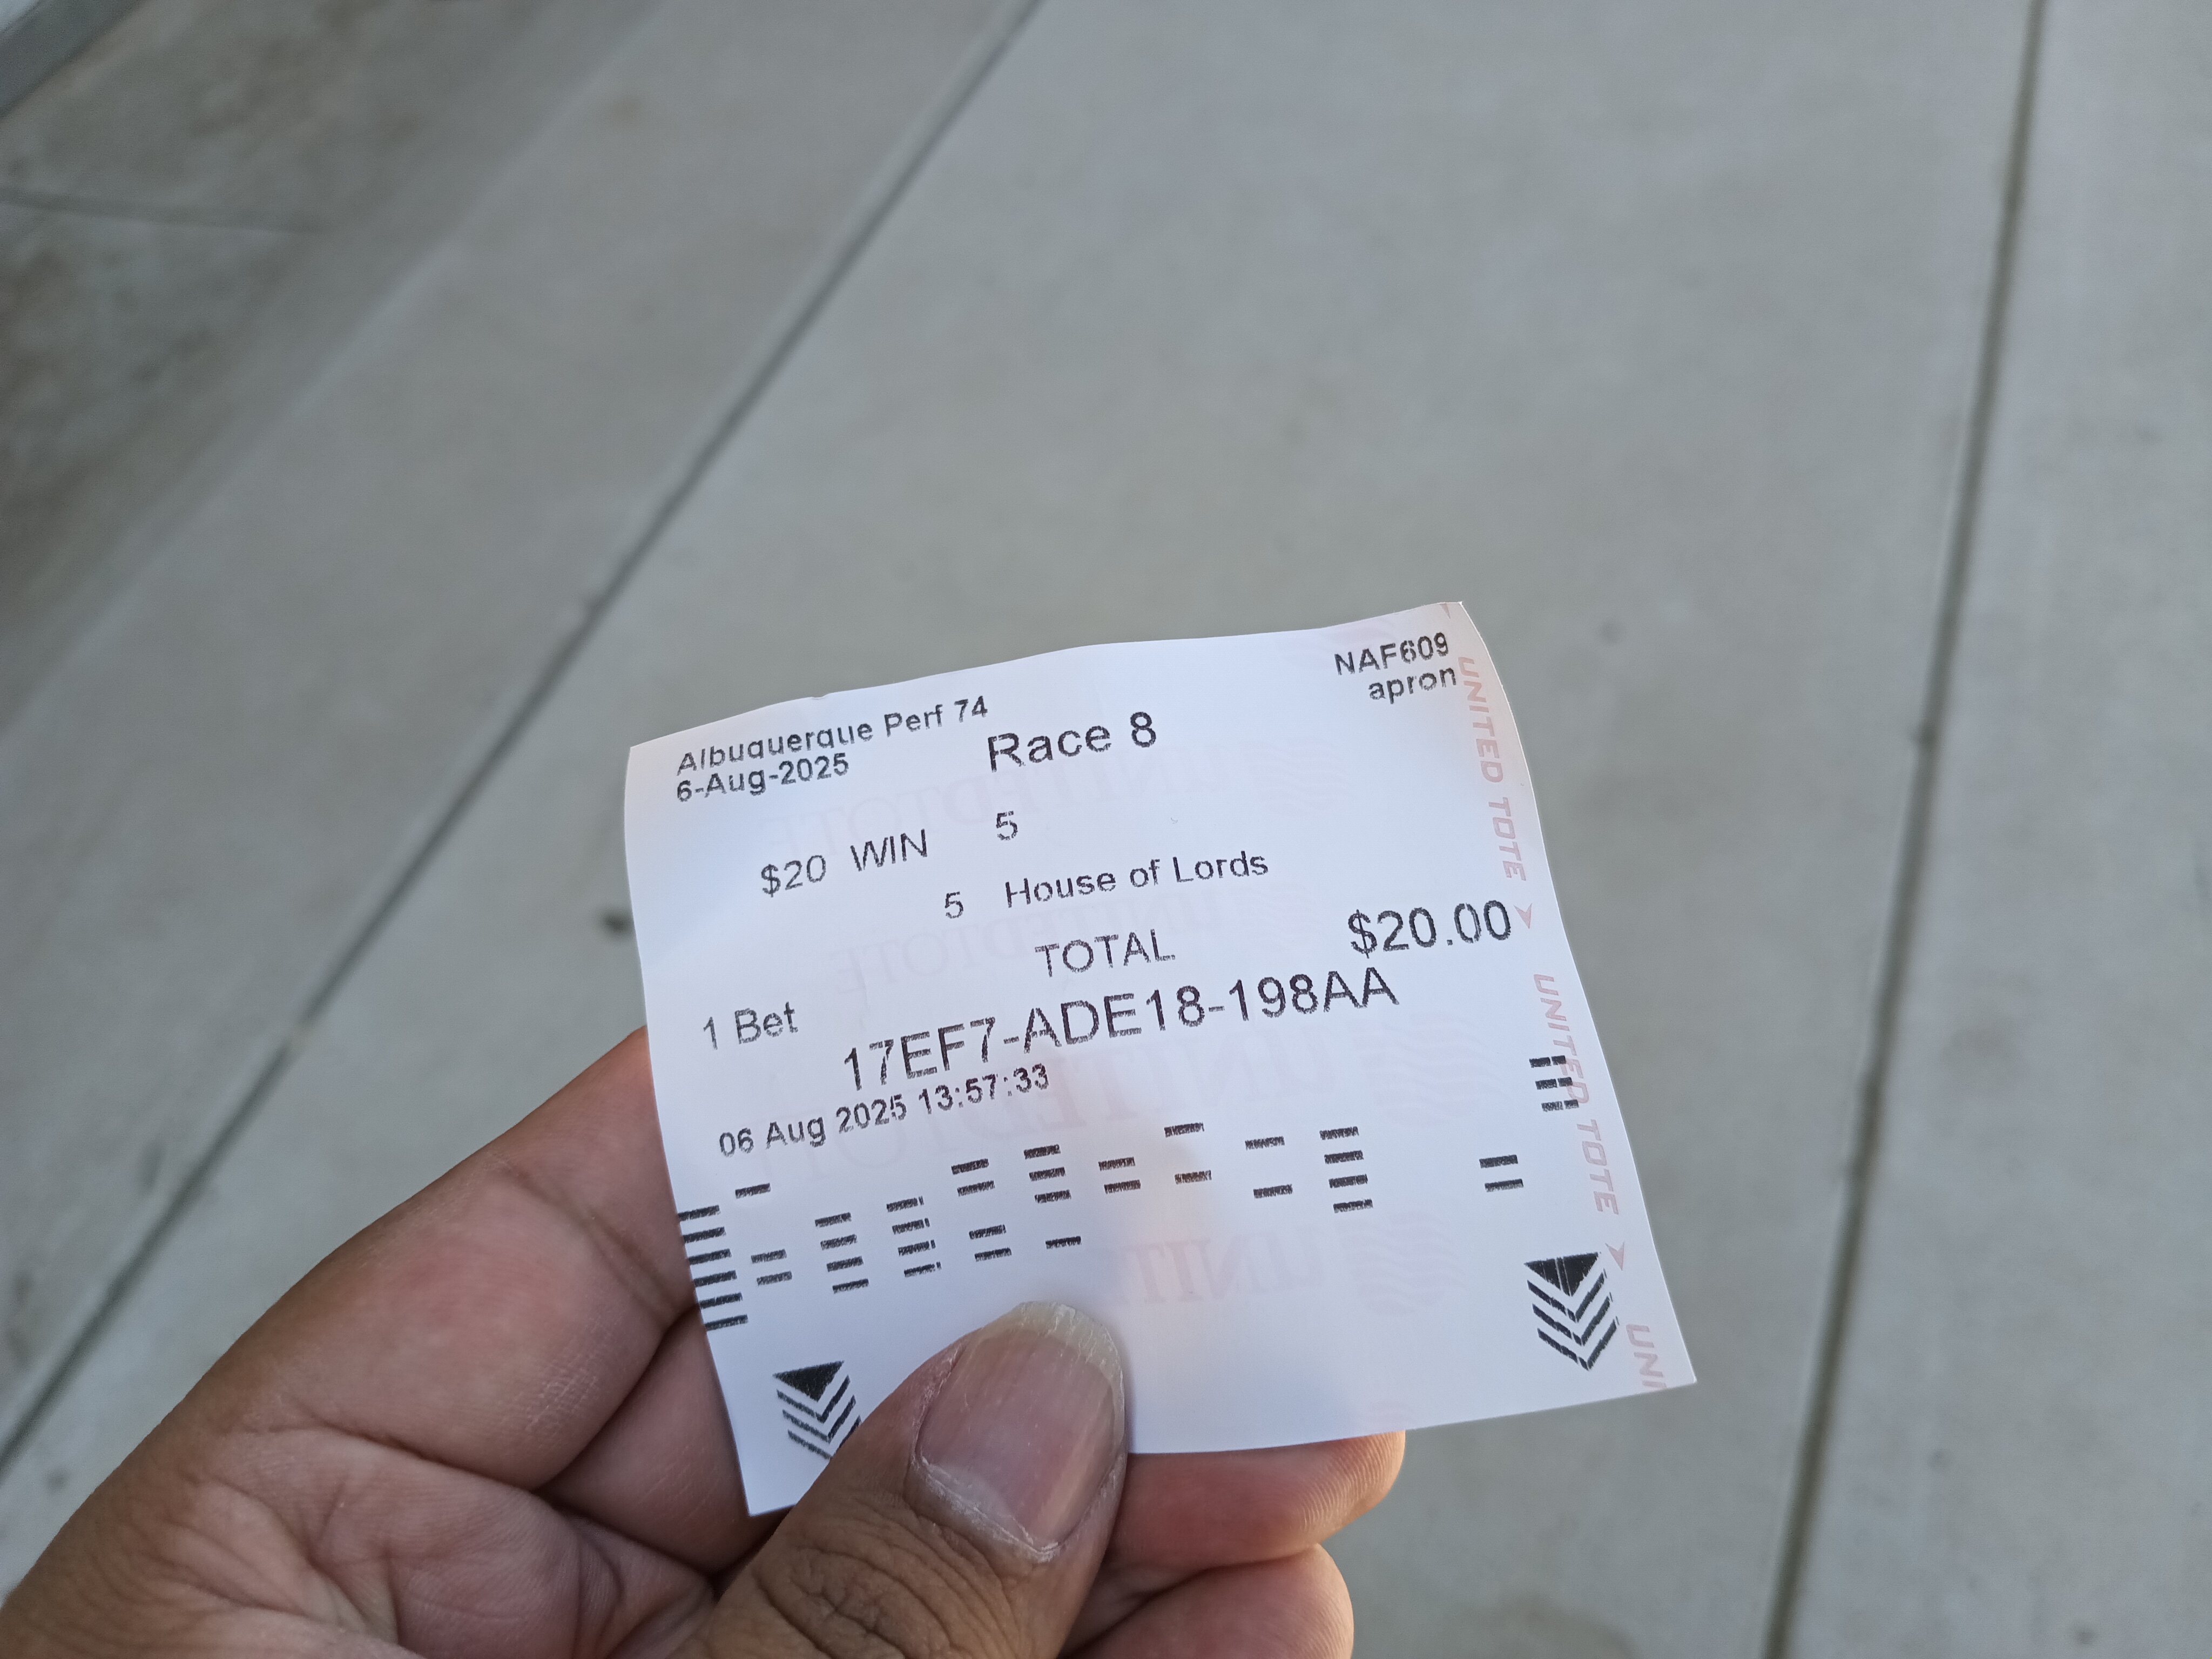 NAF609
apron
Albuquerque Perf 74
6-Aug-2025
Race 8
$20 WIN 5
5 House of Lords
TOTAL $20.00
1 Bet
17EF7-ADE18-198AA
06 Aug 2025 13:57:33
UNITED TOTE
UNITED TOTE
UNI